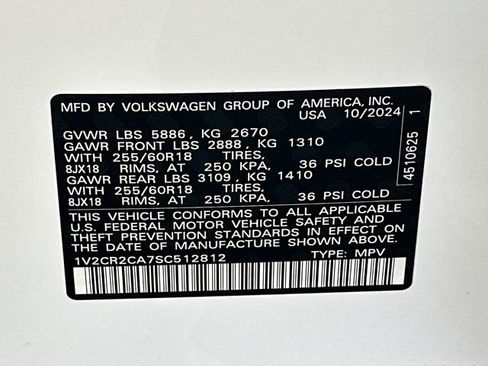 MFD BY VOLKSWAGEN GROUP OF AMERICA, INC.
USA 10/2024
GVWR LBS 5886, KG 2670
GAWR FRONT LBS 2888, KG 1310
WITH 255/60R18 TIRES,
8JX18 RIMS, AT 250 KPA, 36 PSI COLD
GAWR REAR LBS 3109, KG 1410
WITH 255/60R18 TIRES,
8JX18 RIMS, AT 250 KPA, 36 PSI COLD
THIS VEHICLE CONFORMS TO ALL APPLICABLE
U.S. FEDERAL MOTOR VEHICLE SAFETY AND
THEFT PREVENTION STANDARDS IN EFFECT ON
THE DATE OF MANUFACTURE SHOWN ABOVE.
1V2CR2CA7SC512812 TYPE: MPV
4510625 1